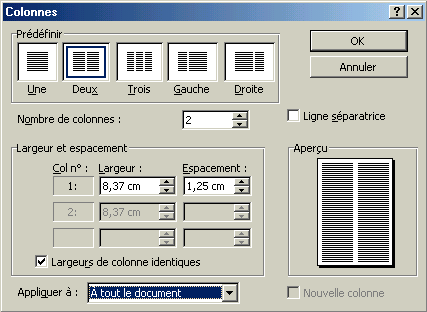 Colonnes
Prédéfinir
Une Deux Trois Gauche Droite
OK
Annuler
Nombre de colonnes : 2
Ligne séparatrice
Largeur et espacement
Col n° : Largeur : Espacement :
1: 8,37 cm 1,25 cm
2: 8,37 cm
Largeurs de colonne identiques
Aperçu
Appliquer à : A tout le document
Nouvelle colonne